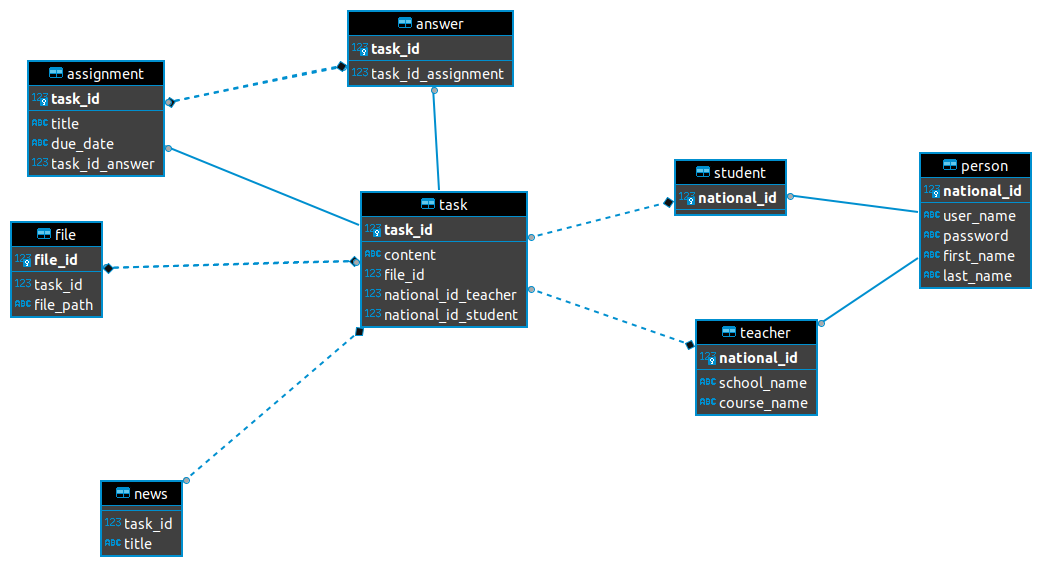 answer
123 task_id
123 task_id_assignment
assignment
123 task_id
ABC title
ABC due_date
123 task_id_answer
student
123 national_id
person
123 national_id
ABC user_name
ABC password
ABC first_name
ABC last_name
task
123 task_id
ABC content
123 file_id
123 national_id_teacher
123 national_id_student
file
123 file_id
123 task_id
ABC file_path
teacher
123 national_id
ABC school_name
ABC course_name
news
123 task_id
ABC title